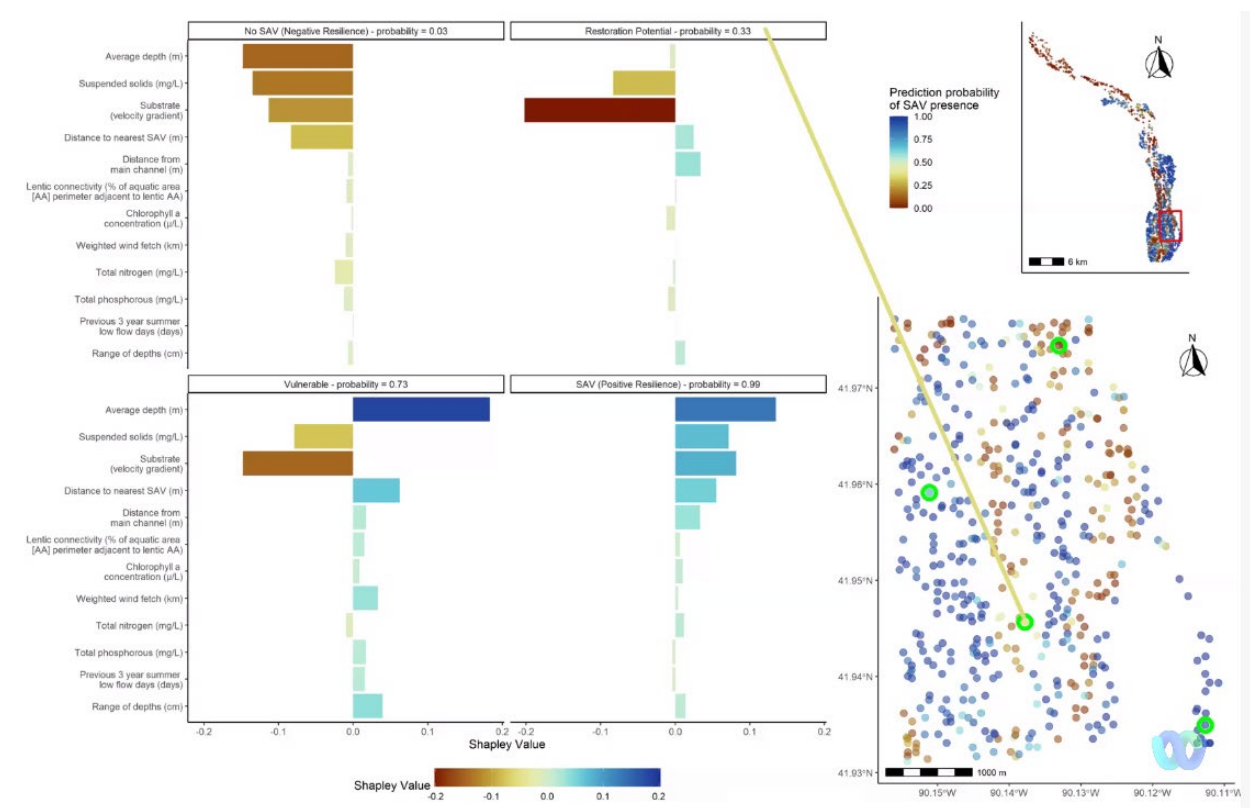 No SAV (Negative Resilience) - probability = 0.03
Restoration Potential - probability = 0.33
Average depth (m)
Suspended solids (mg/L)
Substrate
(velocity gradient)
Distance to nearest SAV (m)
Distance from
main channel (m)
Lentic connectivity (% of aquatic area
[AA] perimeter adjacent to lentic AA)
Chlorophyll a
concentration (µ/L)
Weighted wind fetch (km)
Total nitrogen (mg/L)
Total phosphorous (mg/L)
Previous 3 year summer
low flow days (days)
Range of depths (cm)
Vulnerable - probability = 0.73
SAV (Positive Resilience) - probability = 0.99
Average depth (m)
Suspended solids (mg/L)
Substrate
(velocity gradient)
Distance to nearest SAV (m)
Distance from
main channel (m)
Lentic connectivity (% of aquatic area
[AA] perimeter adjacent to lentic AA)
Chlorophyll a
concentration (µ/L)
Weighted wind fetch (km)
Total nitrogen (mg/L)
Total phosphorous (mg/L)
Previous 3 year summer
low flow days (days)
Range of depths (cm)
-0.2 -0.1 0.0 0.1 0.2 -0.2 -0.1 0.0 0.1 0.2
Shapley Value
Shapley Value
-0.2 -0.1 0.0 0.1 0.2
Prediction probability
of SAV presence
1.00
0.75
0.50
0.25
0.00
N
6 km
N
41.97°N
41.96°N
41.95°N
41.94°N
41.93°N
1000 m
90.15°W 90.14°W 90.13°W 90.12°W 90.11°W